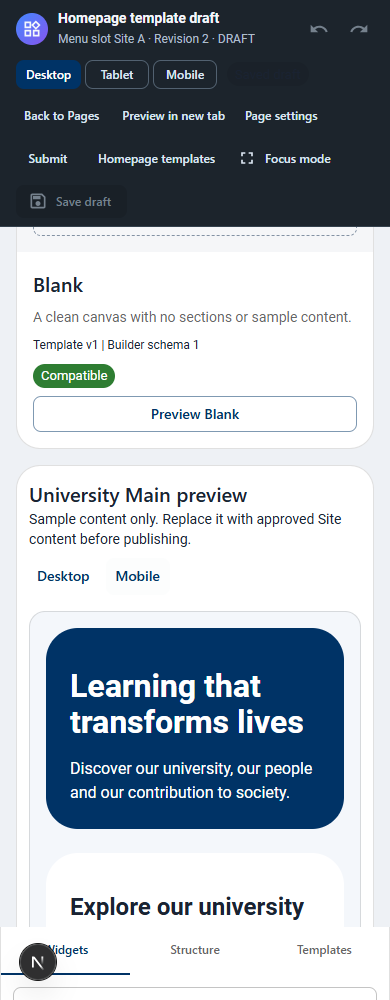 Homepage template draft
Menu slot Site A · Revision 2 · DRAFT
Desktop Tablet Mobile
Back to Pages Preview in new tab Page settings
Submit Homepage templates Focus mode
Save draft
Blank
A clean canvas with no sections or sample content.
Template v1 | Builder schema 1
Compatible
Preview Blank
University Main preview
Sample content only. Replace it with approved Site
content before publishing.
Desktop Mobile
Learning that
transforms lives
Discover our university, our people
and our contribution to society.
Explore our university
N Widgets Structure Templates